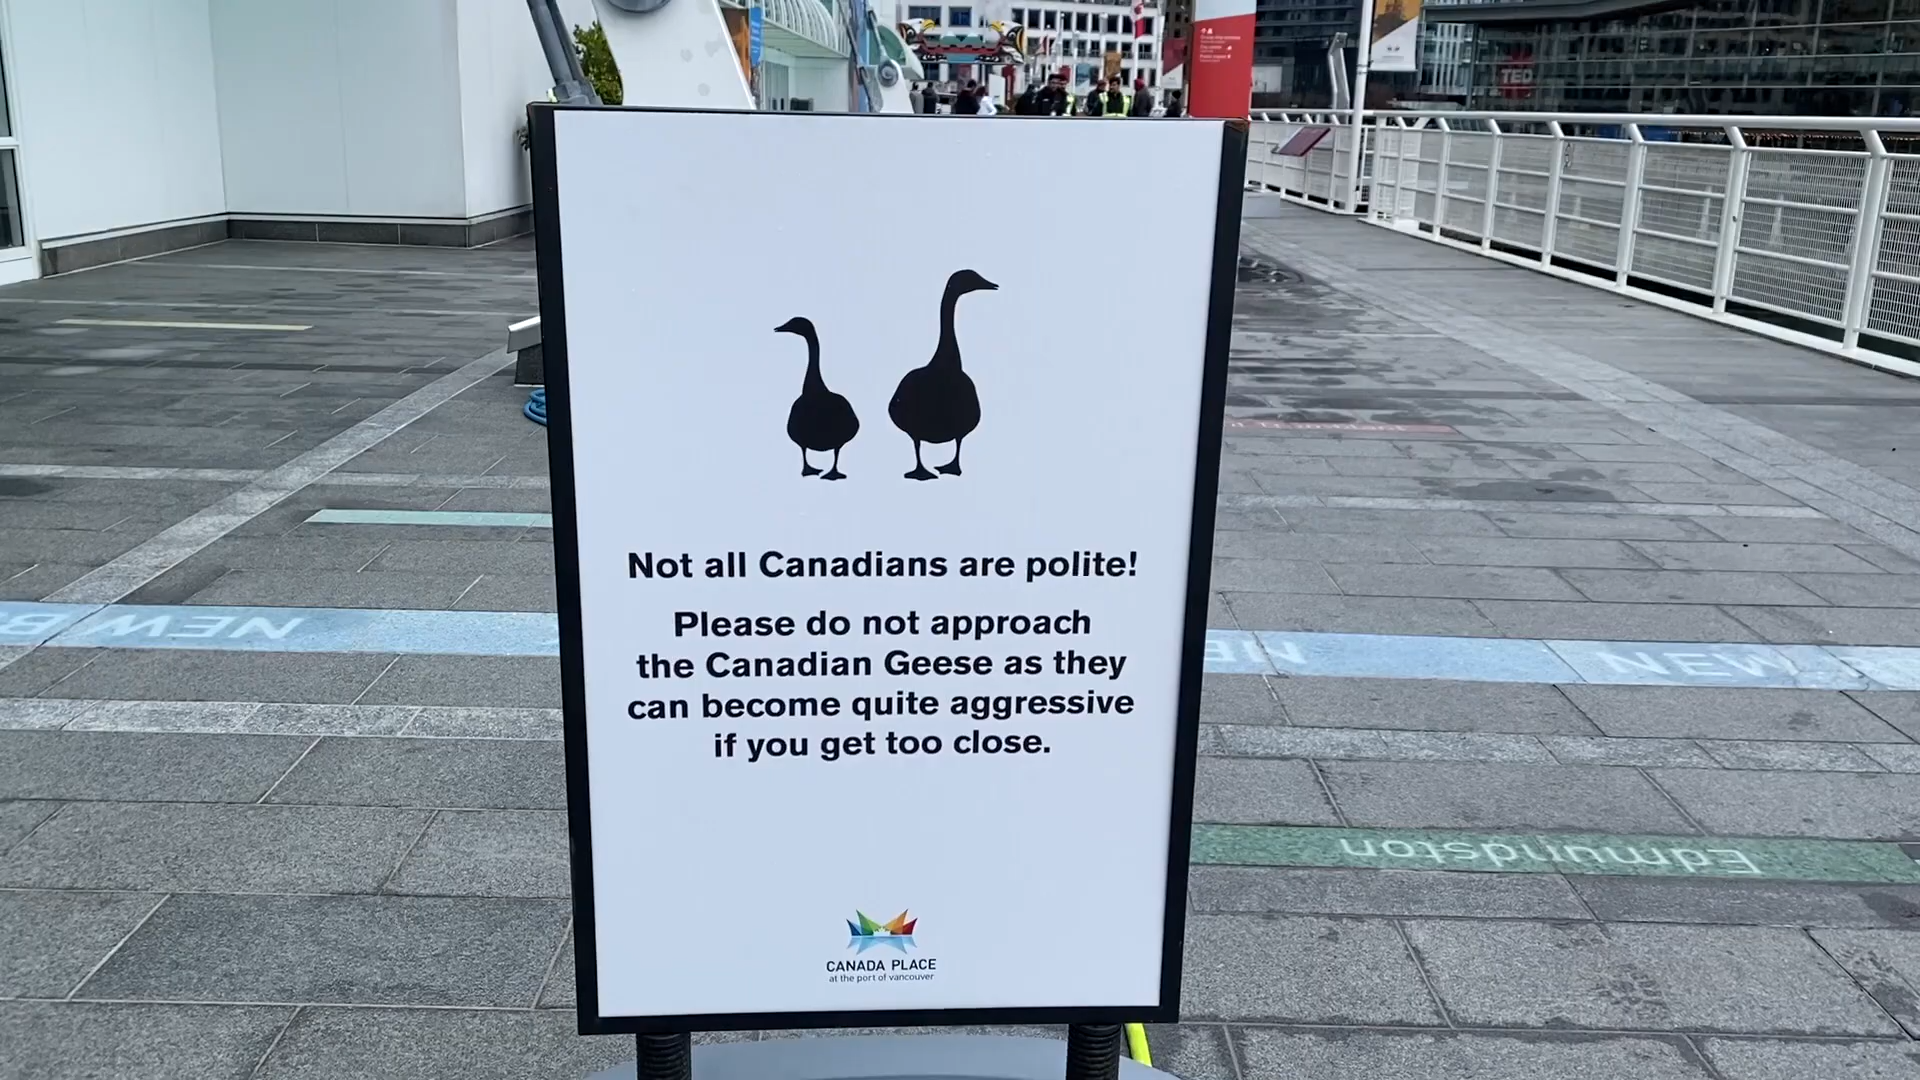 TED
Not all Canadians are polite!
Please do not approach
the Canadian Geese as they
can become quite aggressive
if you get too close.
NEW
NEW
Edmundston
CANADA PLACE
at the port of vancouver